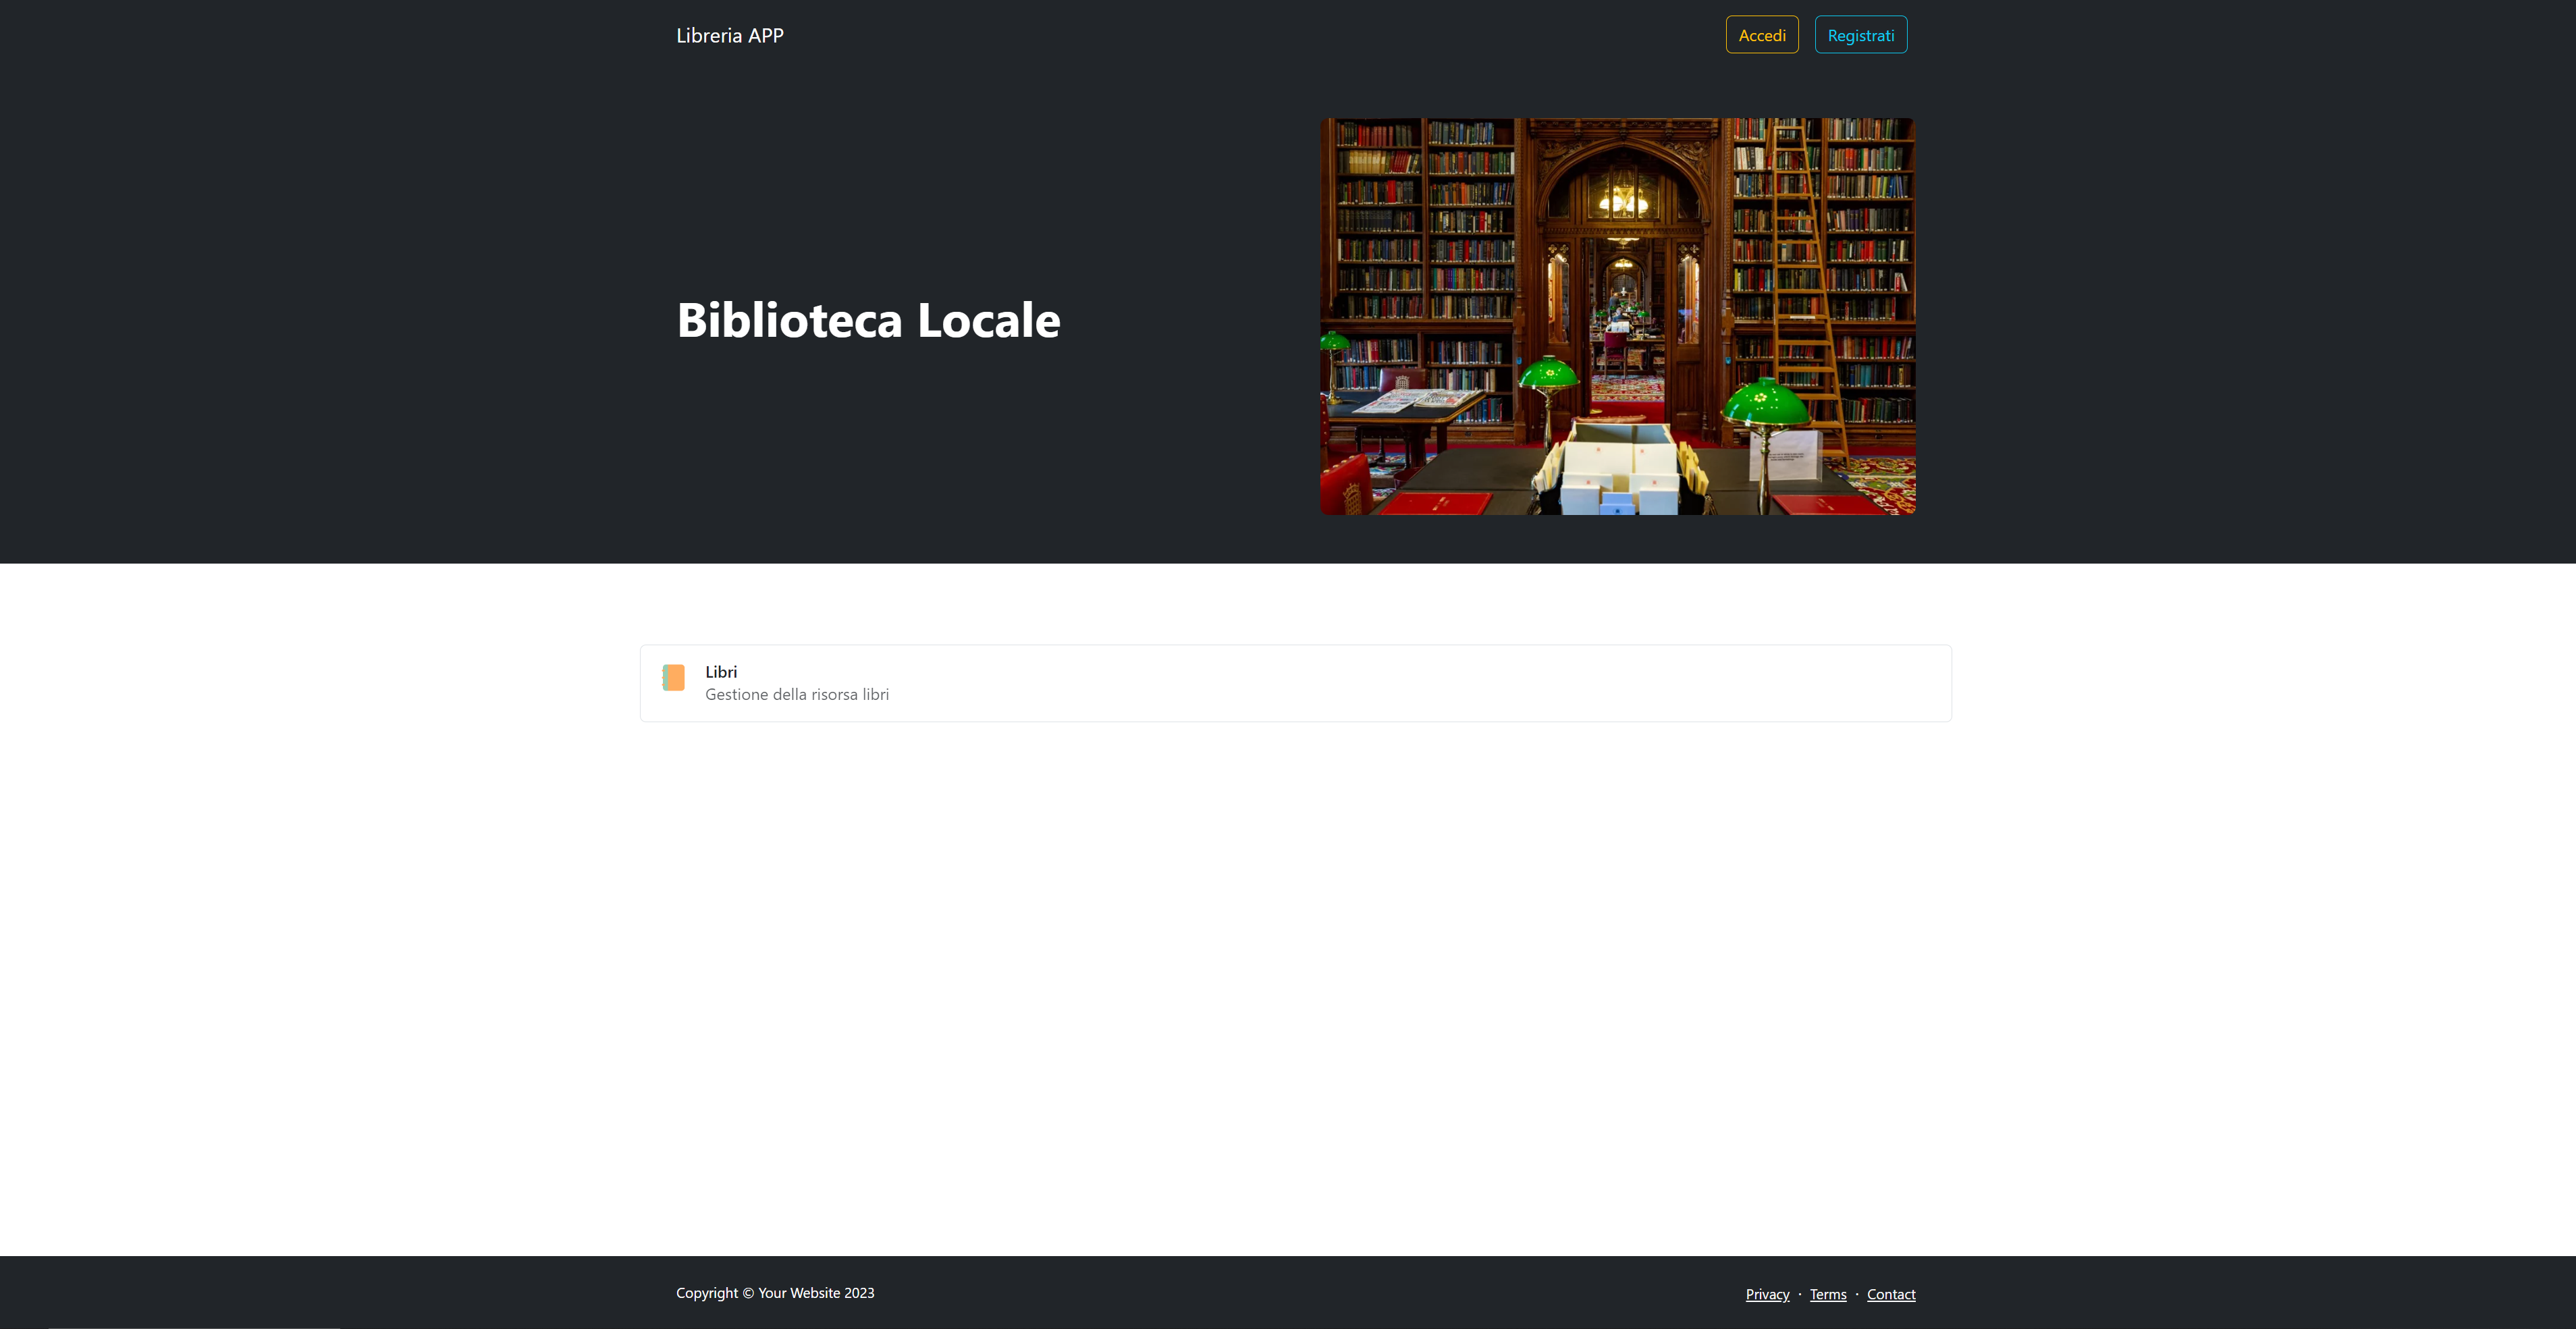 Libreria APP
Accedi
Registrati
Biblioteca Locale
Libri
Gestione della risorsa libri
Copyright © Your Website 2023
Privacy · Terms · Contact